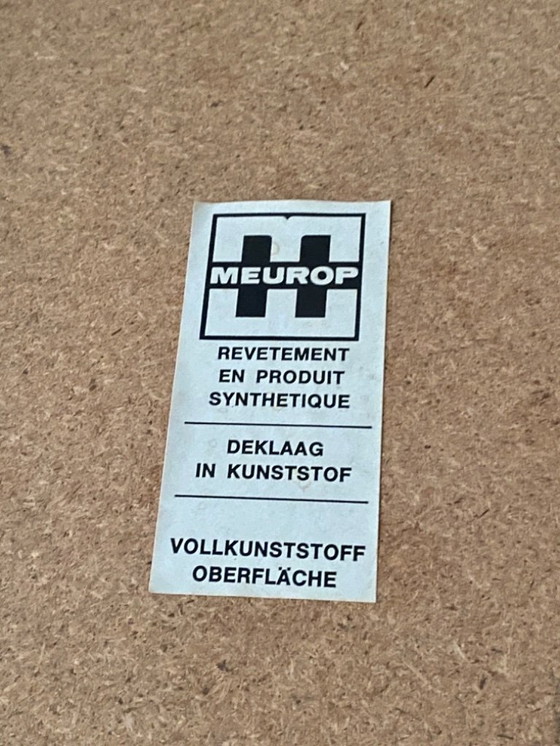 MEUROP
REVETEMENT
EN PRODUIT
SYNTHETIQUE
DEKLAAG
IN KUNSTSTOF
VOLLKUNSTSTOFF
OBERFLÄCHE